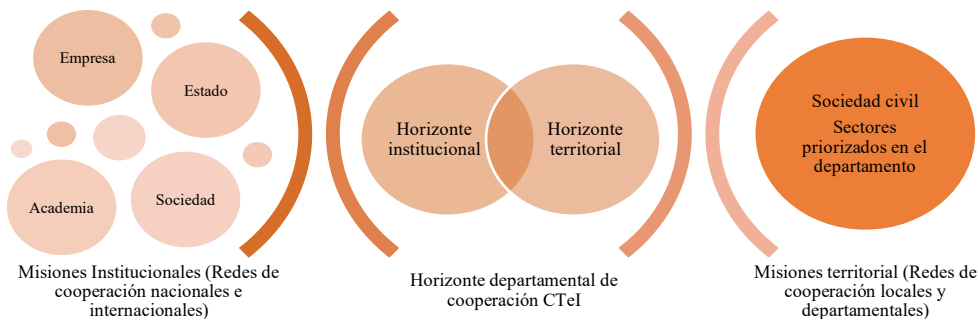 Empresa
Estado
Academia
Sociedad
Misiones Institucionales (Redes de
cooperación nacionales e
internacionales)
Horizonte
institucional
Horizonte
territorial
Horizonte departamental de
cooperación CTeI
Sociedad civil
Sectores
priorizados en el
departamento
Misiones territorial (Redes de
cooperación locales y
departamentales)